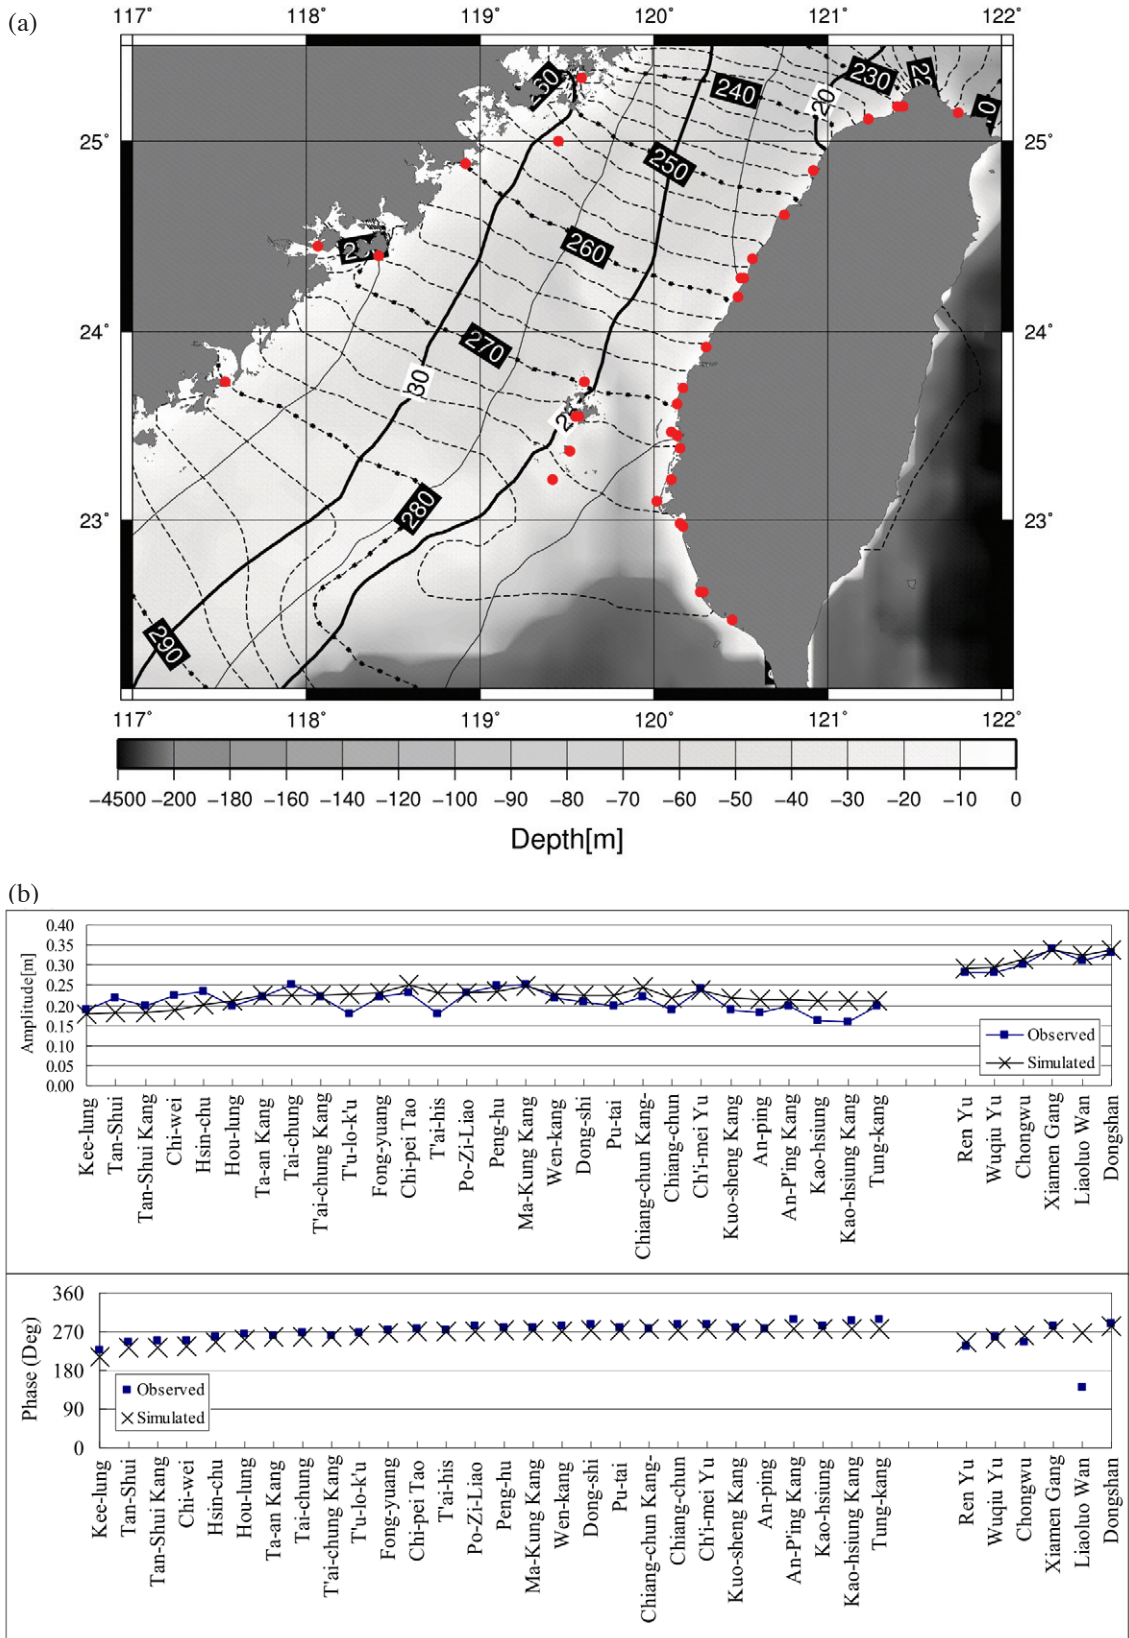 (a)
117° 118° 119° 120° 121° 122°
240
230
20
25° 25°
250
260
24° 24°
270
30
23° 23°
280
290
117° 118° 119° 120° 121° 122°
−4500 −200 −180 −160 −140 −120 −100 −90 −80 −70 −60 −50 −40 −30 −20 −10 0
Depth[m]
(b)
Amplitude[m]
0.40
0.35
0.30
0.25
0.20
0.15
0.10
0.05
0.00
Observed
Simulated
Kee-lung
Tan-Shui
Tan-Shui Kang
Chi-wei
Hsin-chu
Hou-lung
Ta-an Kang
Tai-chung
T'ai-chung Kang
T'u-lo-k'u
Fong-yuang
Chi-pei Tao
T'ai-his
Po-Zi-Liao
Peng-hu
Ma-Kung Kang
Wen-kang
Dong-shi
Pu-tai
Chiang-chun Kang-
Chiang-chun
Ch'i-mei Yu
Kuo-sheng Kang
An-ping
An-P'ing Kang
Kao-hsiung
Kao-hsiung Kang
Tung-kang
Ren Yu
Wuqiu Yu
Chongwu
Xiamen Gang
Liaoluo Wan
Dongshan
Phase (Deg)
360
270
180
90
0
Observed
Simulated
Kee-lung
Tan-Shui
Tan-Shui Kang
Chi-wei
Hsin-chu
Hou-lung
Ta-an Kang
Tai-chung
T'ai-chung Kang
T'u-lo-k'u
Fong-yuang
Chi-pei Tao
T'ai-his
Po-Zi-Liao
Peng-hu
Ma-Kung Kang
Wen-kang
Dong-shi
Pu-tai
Chiang-chun Kang-
Chiang-chun
Ch'i-mei Yu
Kuo-sheng Kang
An-ping
An-P'ing Kang
Kao-hsiung
Kao-hsiung Kang
Tung-kang
Ren Yu
Wuqiu Yu
Chongwu
Xiamen Gang
Liaoluo Wan
Dongshan